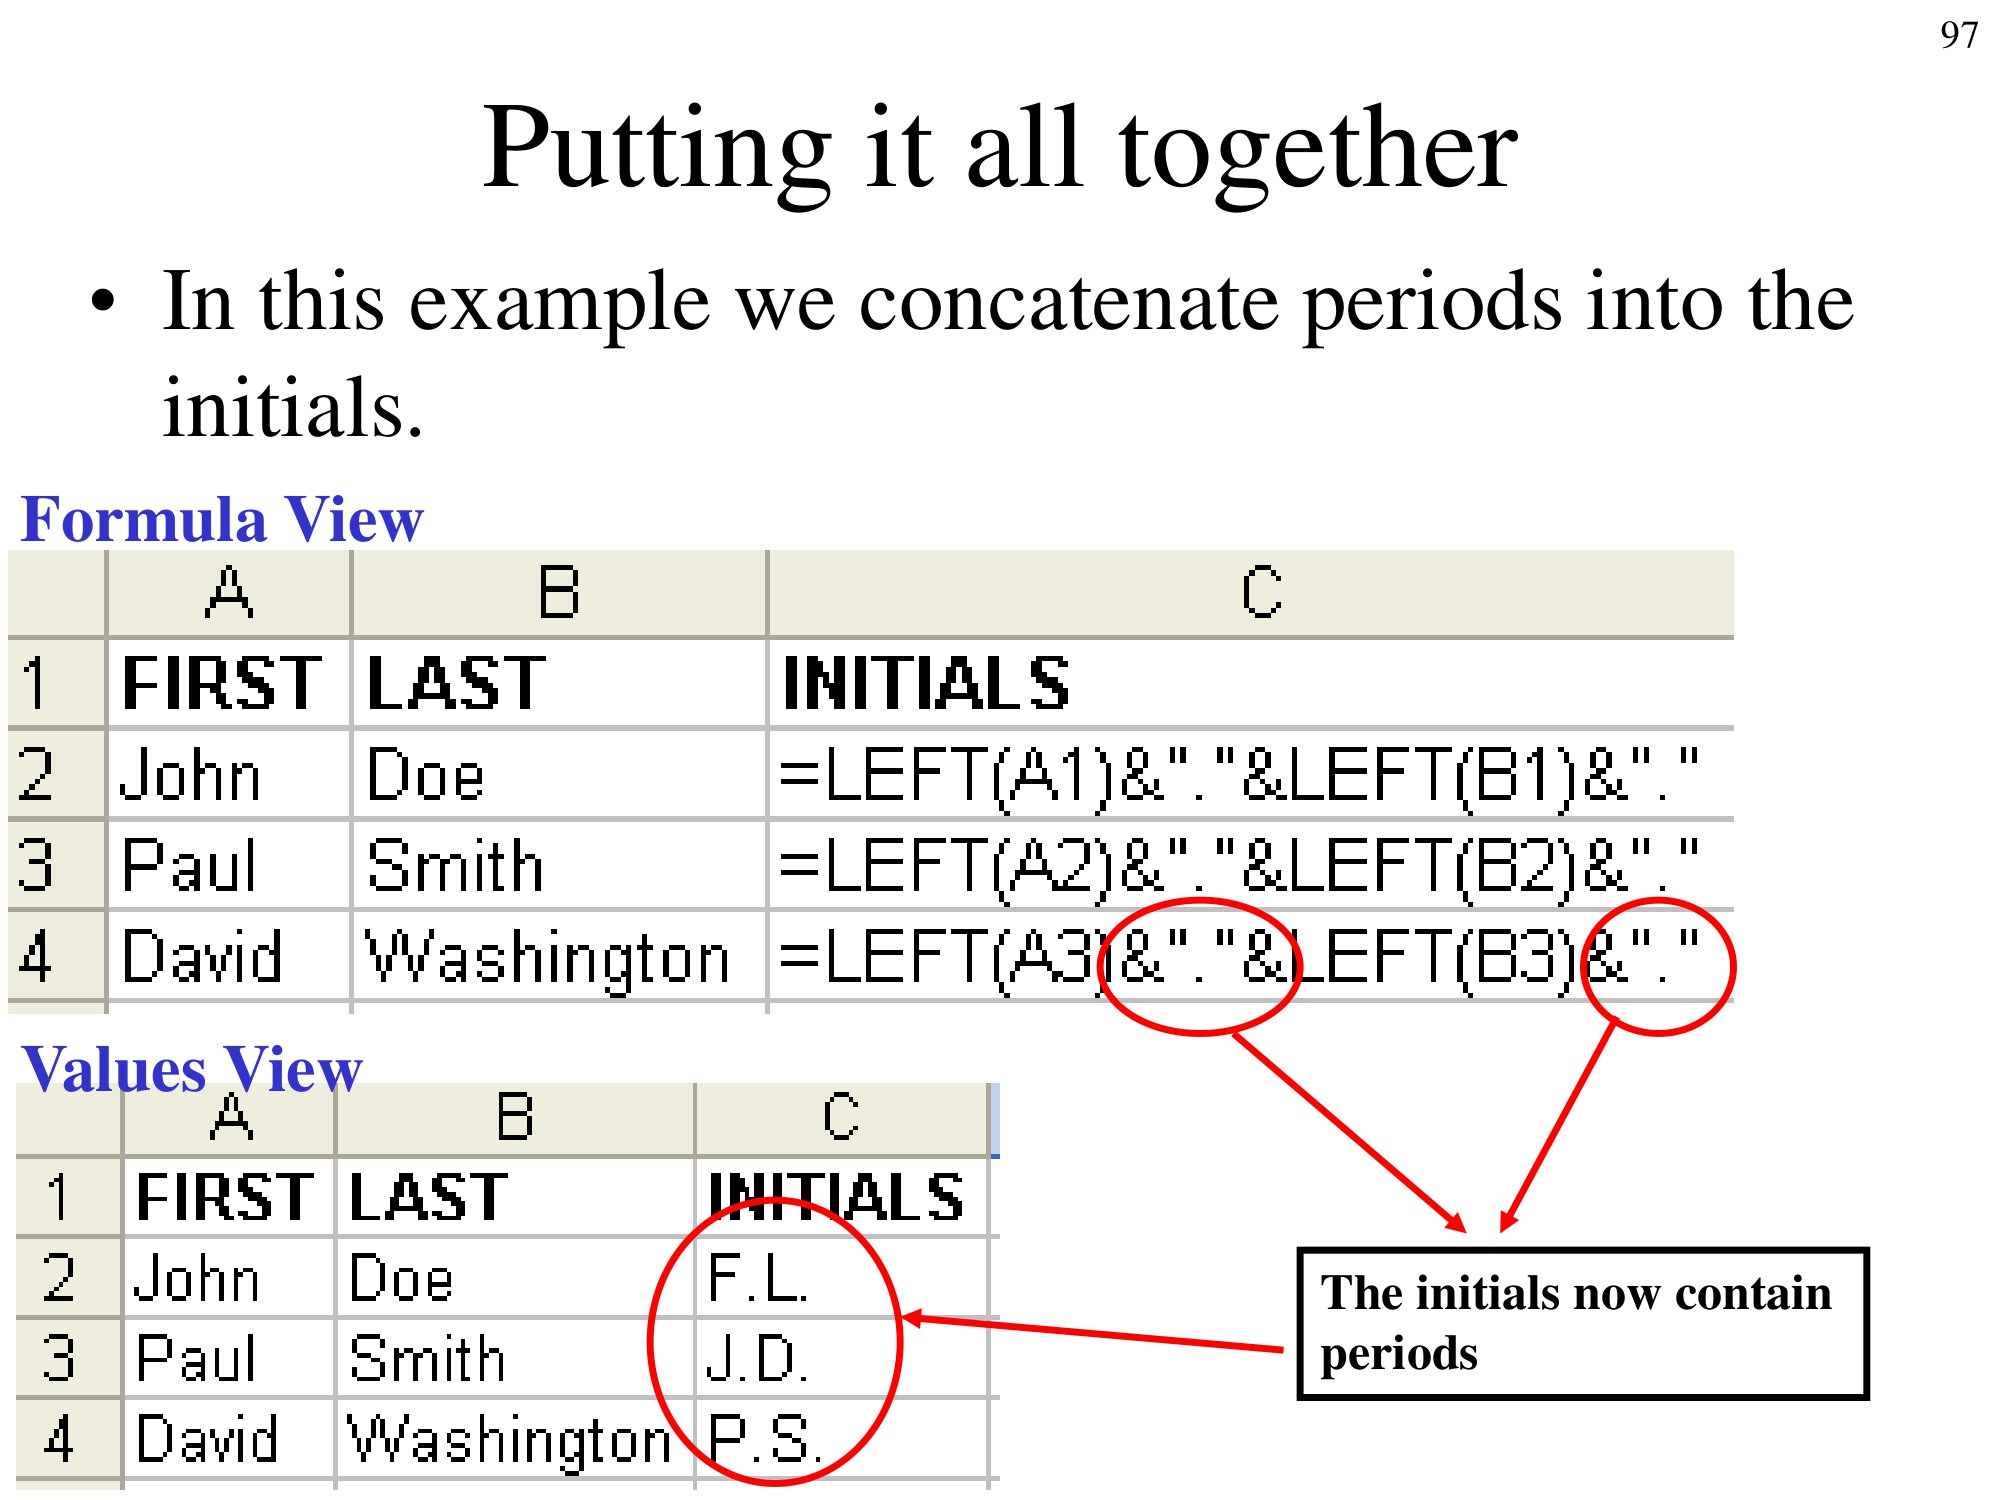 97
Putting it all together
• In this example we concatenate periods into the
initials.
Formula View
A B C
1 FIRST LAST INITIALS
2 John Doe =LEFT(A1)&"."&LEFT(B1)&"."
3 Paul Smith =LEFT(A2)&"."&LEFT(B2)&"."
4 David Washington =LEFT(A3)&"."&LEFT(B3)&"."
Values View
A B C
1 FIRST LAST INITIALS
2 John Doe F.L.
3 Paul Smith J.D.
4 David Washington P.S.
The initials now contain
periods